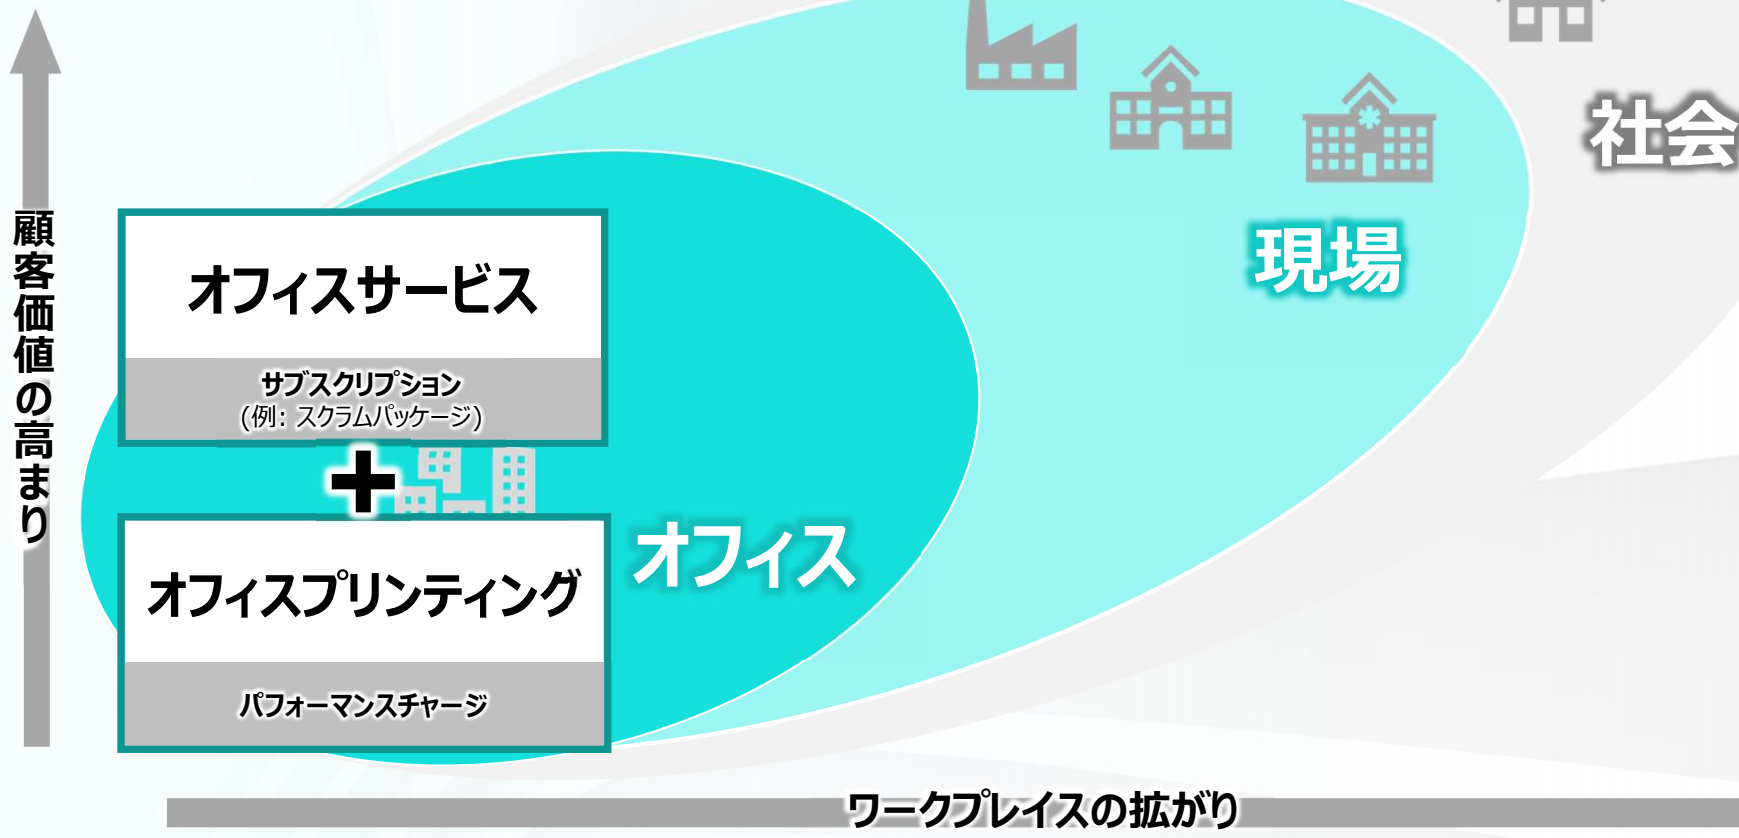 顧客価値の高まり
社会
現場
オフィスサービス
サブスクリプション
(例: スクラムパッケージ)
+
オフィス
オフィスプリンティング
パフォーマンスチャージ
ワークプレイスの拡がり